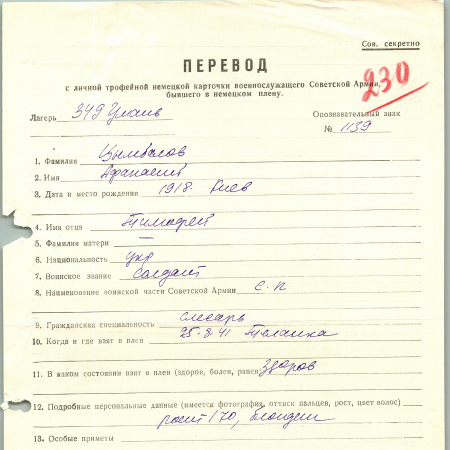 Сов. секретно
ПЕРЕВОД
с личной трофейной немецкой карточки военнослужащего Советской Армии,
бывшего в немецком плену.
230
Лагерь 349 Умань
Опознавательный знак
№ 1159
1. Фамилия Цымбалов
2. Имя Афанасий
3. Дата и место рождения 1918. Киев
4. Имя отца Тимофей
5. Фамилия матери —
6. Национальность укр
7. Воинское звание Солдат
8. Наименование воинской части Советской Армии С. П
9. Гражданская специальность слесарь
10. Когда и где взят в плен 25-8-41
11. В каком состоянии взят в плен (здоров, болен, ранен) здоров
12. Подробные персональные данные (имеется фотография, оттиск пальцев, рост, цвет волос)
рост 170, блондин
13. Особые приметы